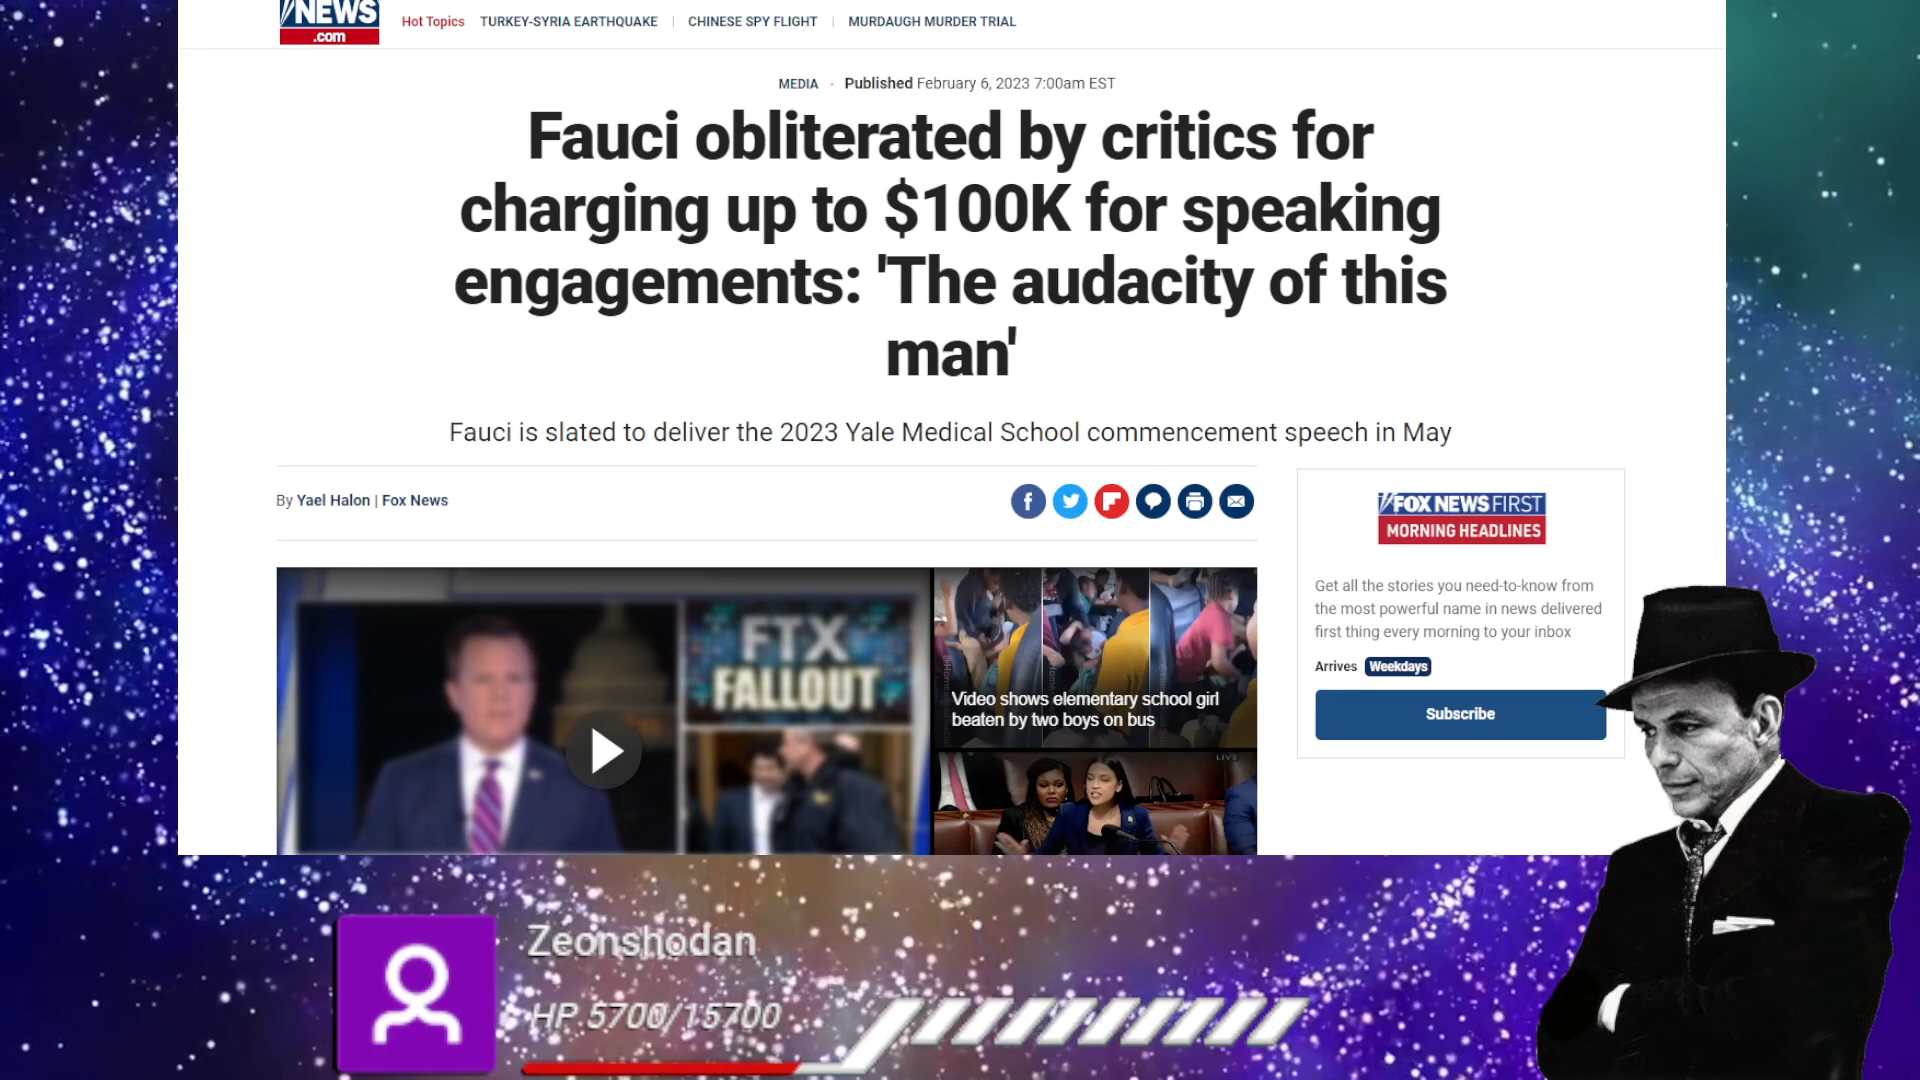 NEWS
.com
Hot Topics TURKEY-SYRIA EARTHQUAKE | CHINESE SPY FLIGHT | MURDAUGH MURDER TRIAL
MEDIA - Published February 6, 2023 7:00am EST
Fauci obliterated by critics for
charging up to $100K for speaking
engagements: 'The audacity of this
man'
Fauci is slated to deliver the 2023 Yale Medical School commencement speech in May
By Yael Halon | Fox News
FOX NEWS FIRST
MORNING HEADLINES
Get all the stories you need-to-know from
the most powerful name in news delivered
first thing every morning to your inbox
Arrives Weekdays
Subscribe
FTX
FALLOUT
Video shows elementary school girl
beaten by two boys on bus
LIVE
Zeonshodan
HP 5700/15700